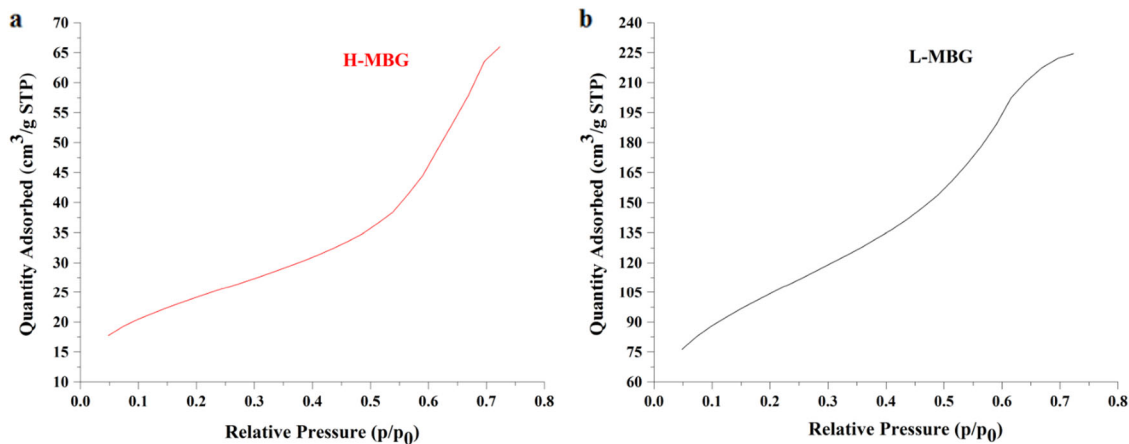 a
H-MBG
Quantity Adsorbed (cm³/g STP)
70
65
60
55
50
45
40
35
30
25
20
15
10
0.0 0.1 0.2 0.3 0.4 0.5 0.6 0.7 0.8
Relative Pressure (p/p₀)
b
L-MBG
Quantity Adsorbed (cm³/g STP)
240
225
210
195
180
165
150
135
120
105
90
75
60
0.0 0.1 0.2 0.3 0.4 0.5 0.6 0.7 0.8
Relative Pressure (p/p₀)